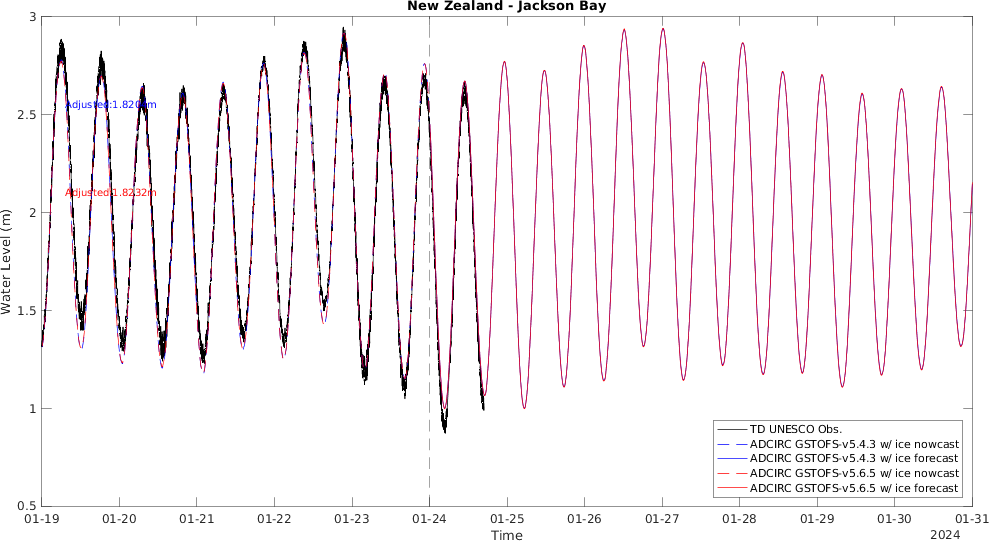 New Zealand - Jackson Bay
3
2.5
2
1.5
1
0.5
Water Level (m)
Adjusted:1.8232m
01-19 01-20 01-21 01-22 01-23 01-24 01-25 01-26 01-27 01-28 01-29 01-30 01-31
Time
2024
TD UNESCO Obs.
ADCIRC GSTOFS-v5.4.3 w/ ice nowcast
ADCIRC GSTOFS-v5.4.3 w/ ice forecast
ADCIRC GSTOFS-v5.6.5 w/ ice nowcast
ADCIRC GSTOFS-v5.6.5 w/ ice forecast